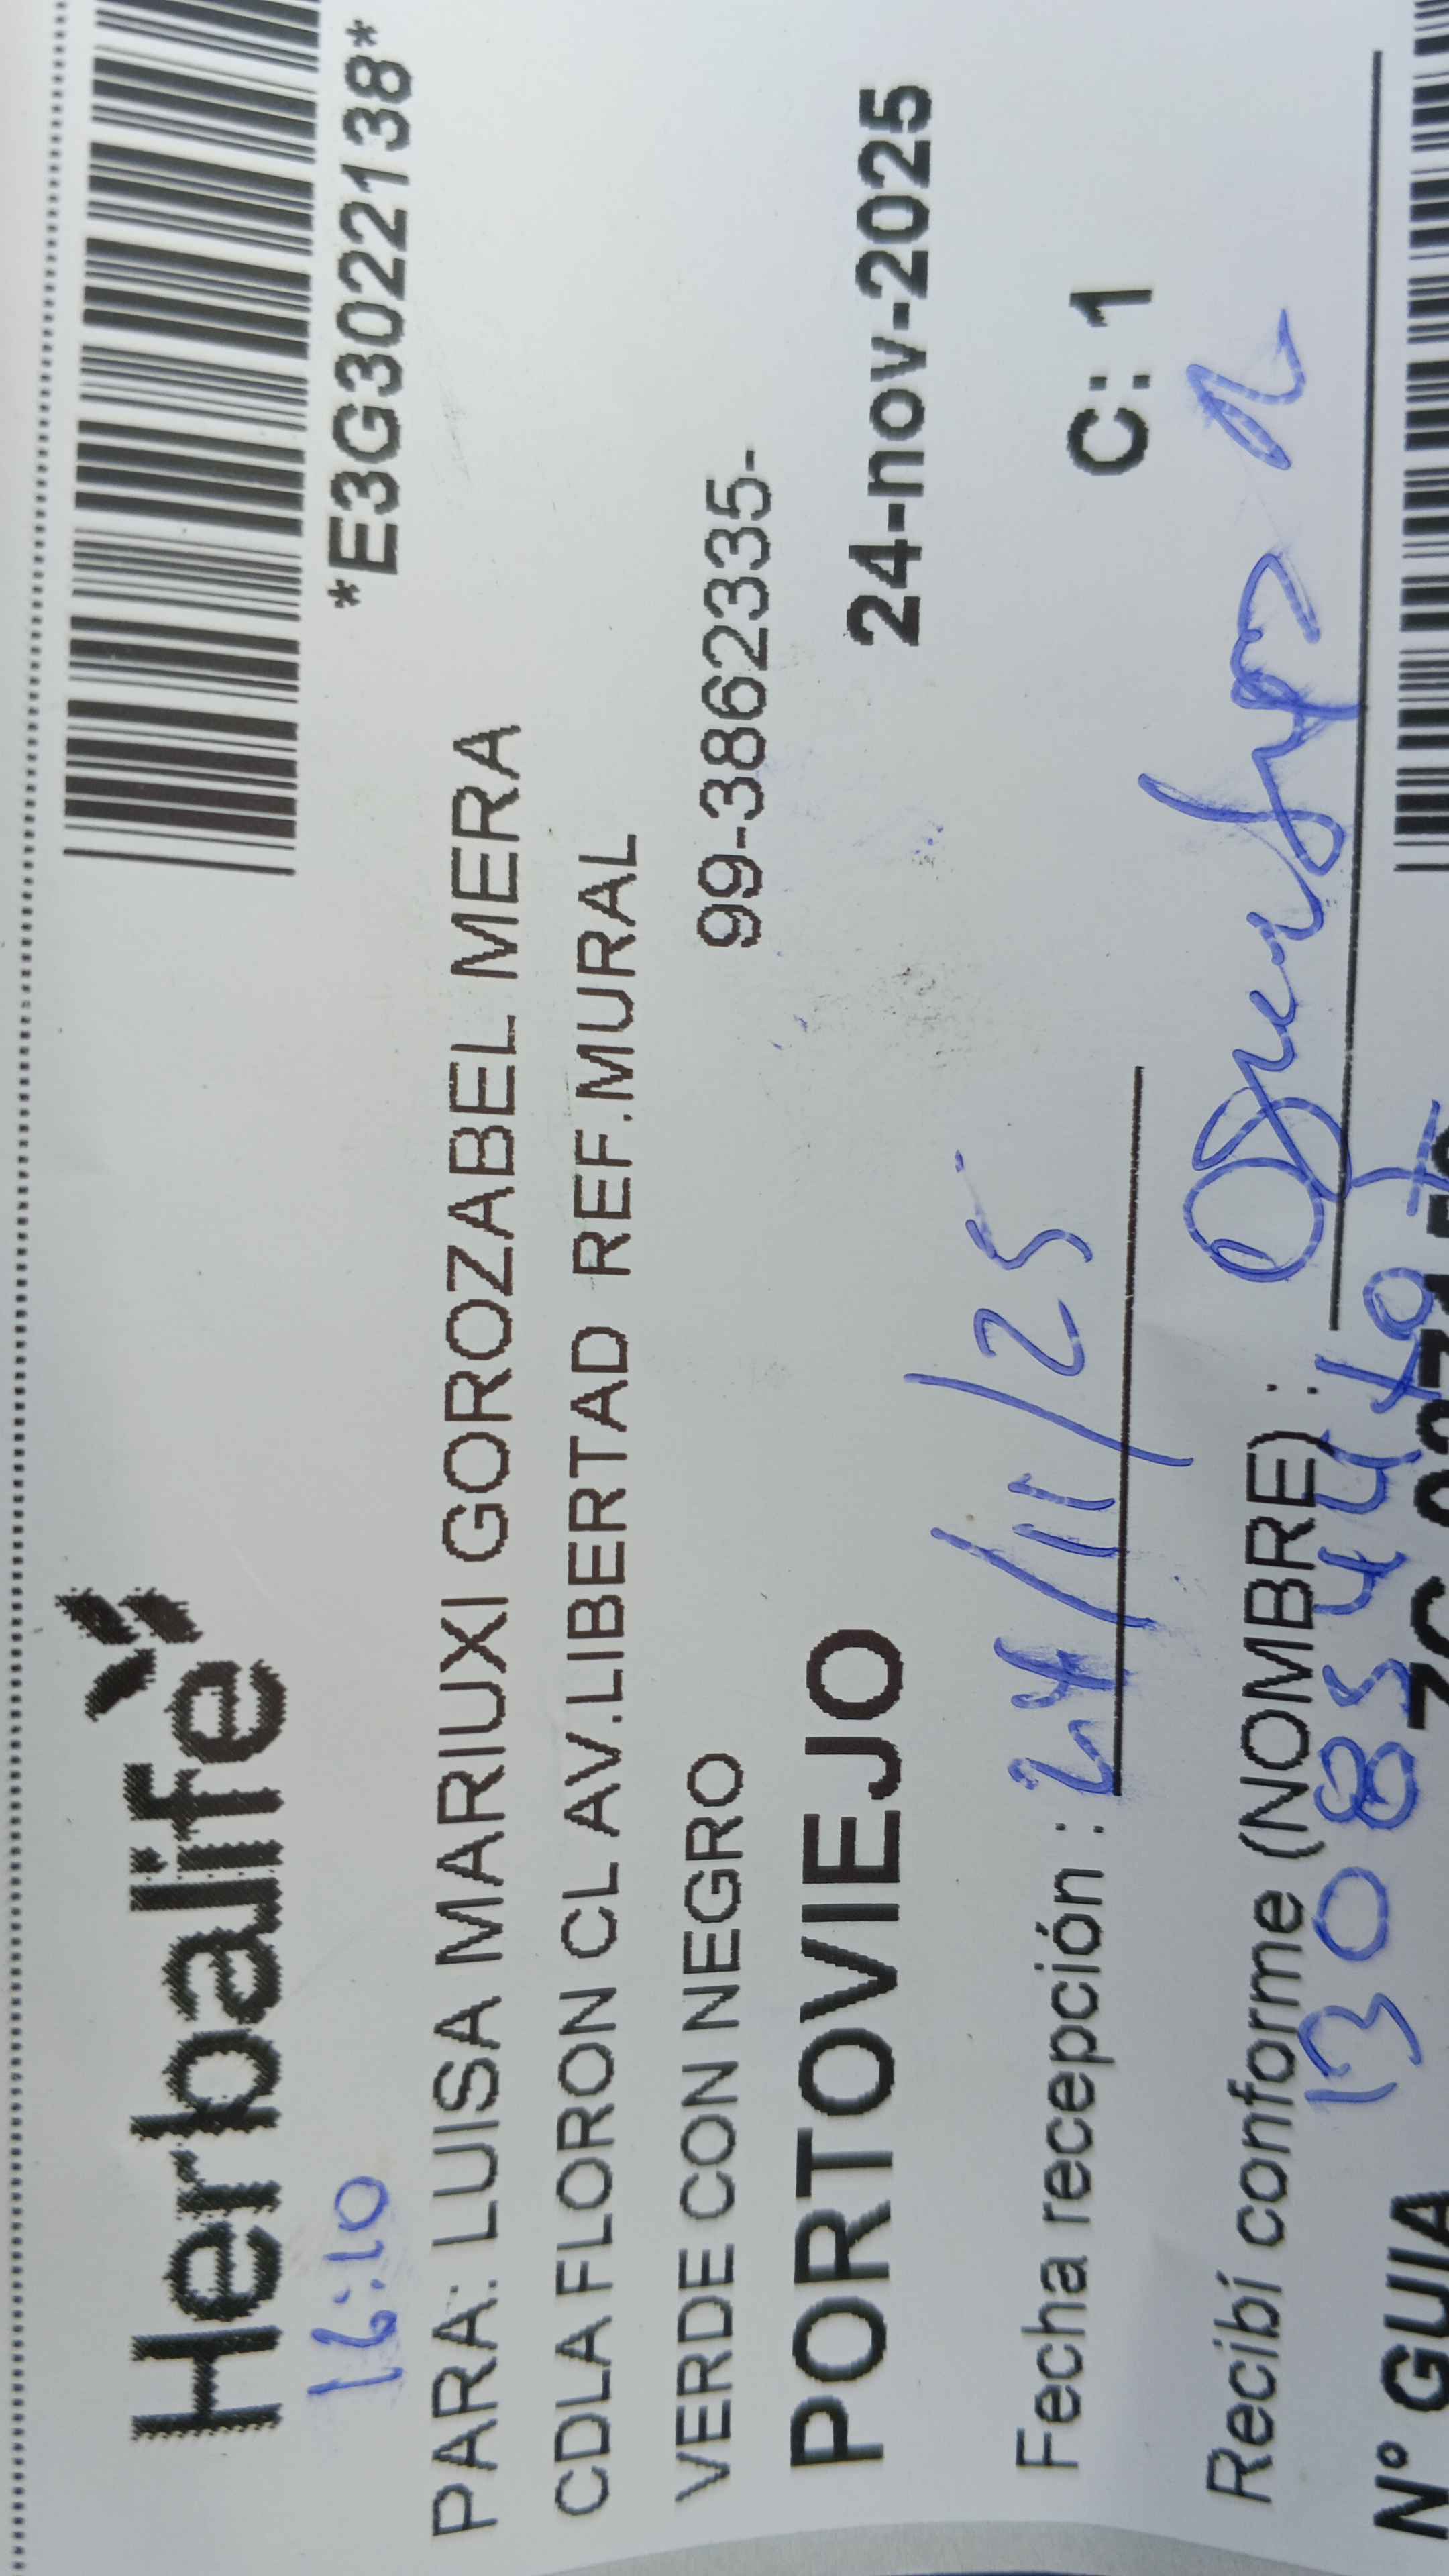 Herbalife
*E3G3022138*
16:10
PARA: LUISA MARIUXI GOROZABEL MERA
CDLA FLORON CL AV.LIBERTAD REF.MURAL
VERDE CON NEGRO 99-3862335-
PORTOVIEJO 24-nov-2025
Fecha recepción : 24/11/25 C: 1
Recibí conforme (NOMBRE) :
N° GUIA